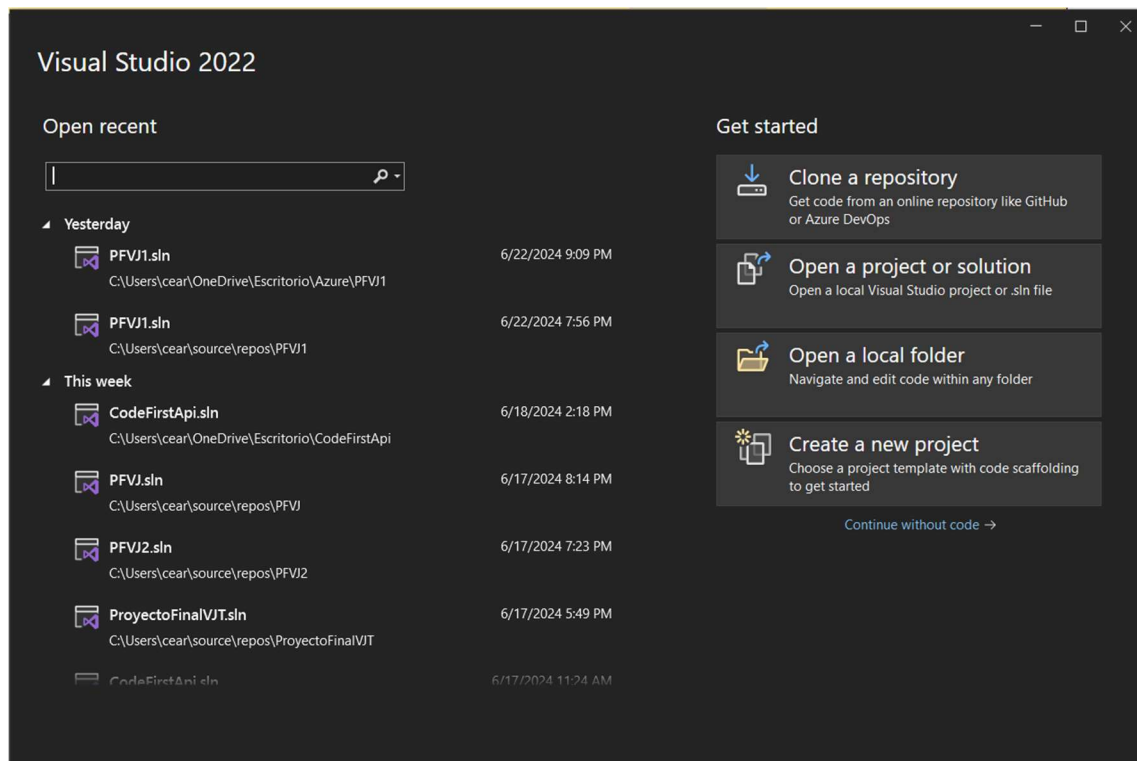 Visual Studio 2022
Open recent
Yesterday
PFVJ1.sln 6/22/2024 9:09 PM
C:\Users\cear\OneDrive\Escritorio\Azure\PFVJ1
PFVJ1.sln 6/22/2024 7:56 PM
C:\Users\cear\source\repos\PFVJ1
This week
CodeFirstApi.sln 6/18/2024 2:18 PM
C:\Users\cear\OneDrive\Escritorio\CodeFirstApi
PFVJ.sln 6/17/2024 8:14 PM
C:\Users\cear\source\repos\PFVJ
PFVJ2.sln 6/17/2024 7:23 PM
C:\Users\cear\source\repos\PFVJ2
ProyectoFinalVJT.sln 6/17/2024 5:49 PM
C:\Users\cear\source\repos\ProyectoFinalVJT
CodeFirstApi.sln 6/17/2024 11:24 AM
Get started
Clone a repository
Get code from an online repository like GitHub
or Azure DevOps
Open a project or solution
Open a local Visual Studio project or .sln file
Open a local folder
Navigate and edit code within any folder
Create a new project
Choose a project template with code scaffolding
to get started
Continue without code →